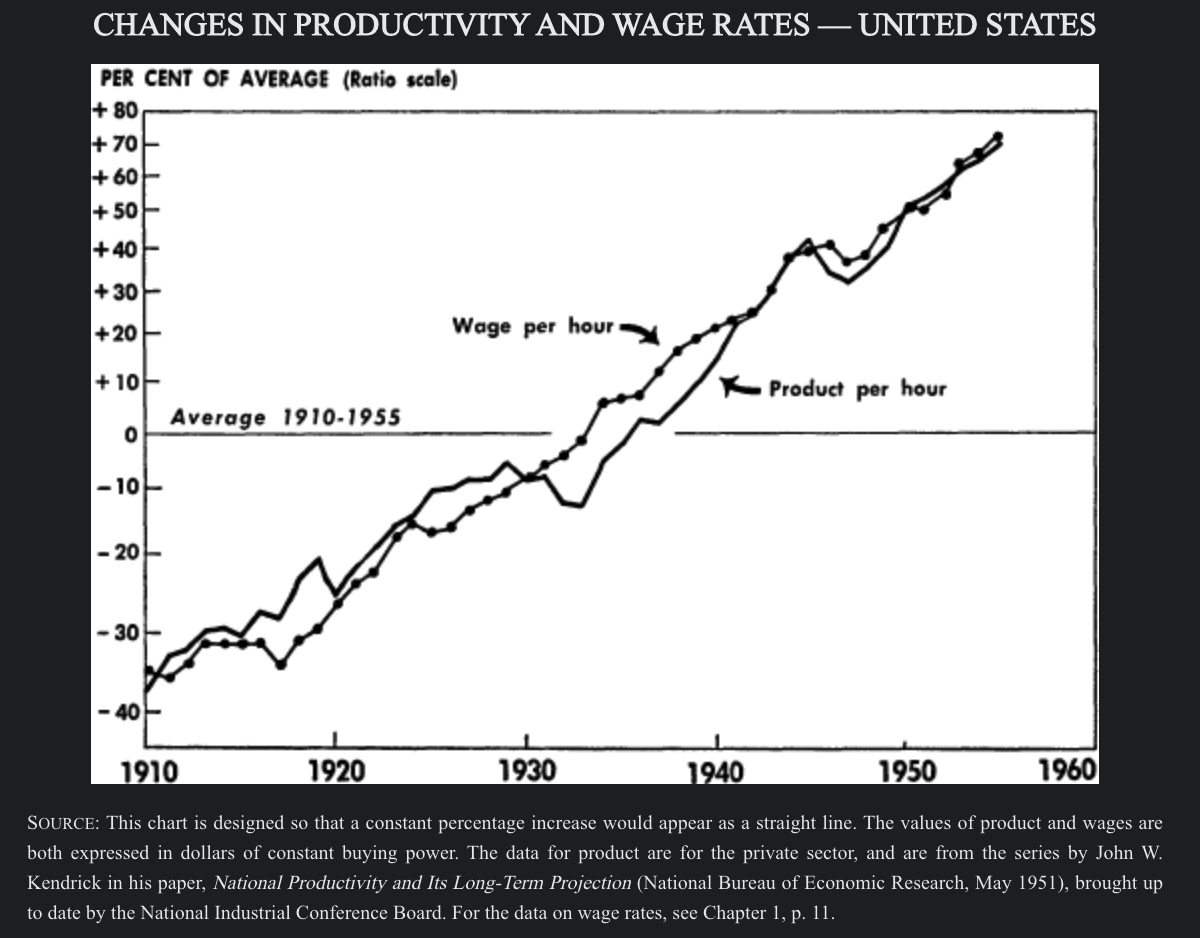 CHANGES IN PRODUCTIVITY AND WAGE RATES — UNITED STATES
PER CENT OF AVERAGE (Ratio scale)
+ 80
+ 70
+ 60
+ 50
+ 40
+ 30
+ 20
+ 10
0
– 10
– 20
– 30
– 40
Wage per hour
Product per hour
Average 1910-1955
1910 1920 1930 1940 1950 1960
SOURCE: This chart is designed so that a constant percentage increase would appear as a straight line. The values of product and wages are
both expressed in dollars of constant buying power. The data for product are for the private sector, and are from the series by John W.
Kendrick in his paper, National Productivity and Its Long-Term Projection (National Bureau of Economic Research, May 1951), brought up
to date by the National Industrial Conference Board. For the data on wage rates, see Chapter 1, p. 11.